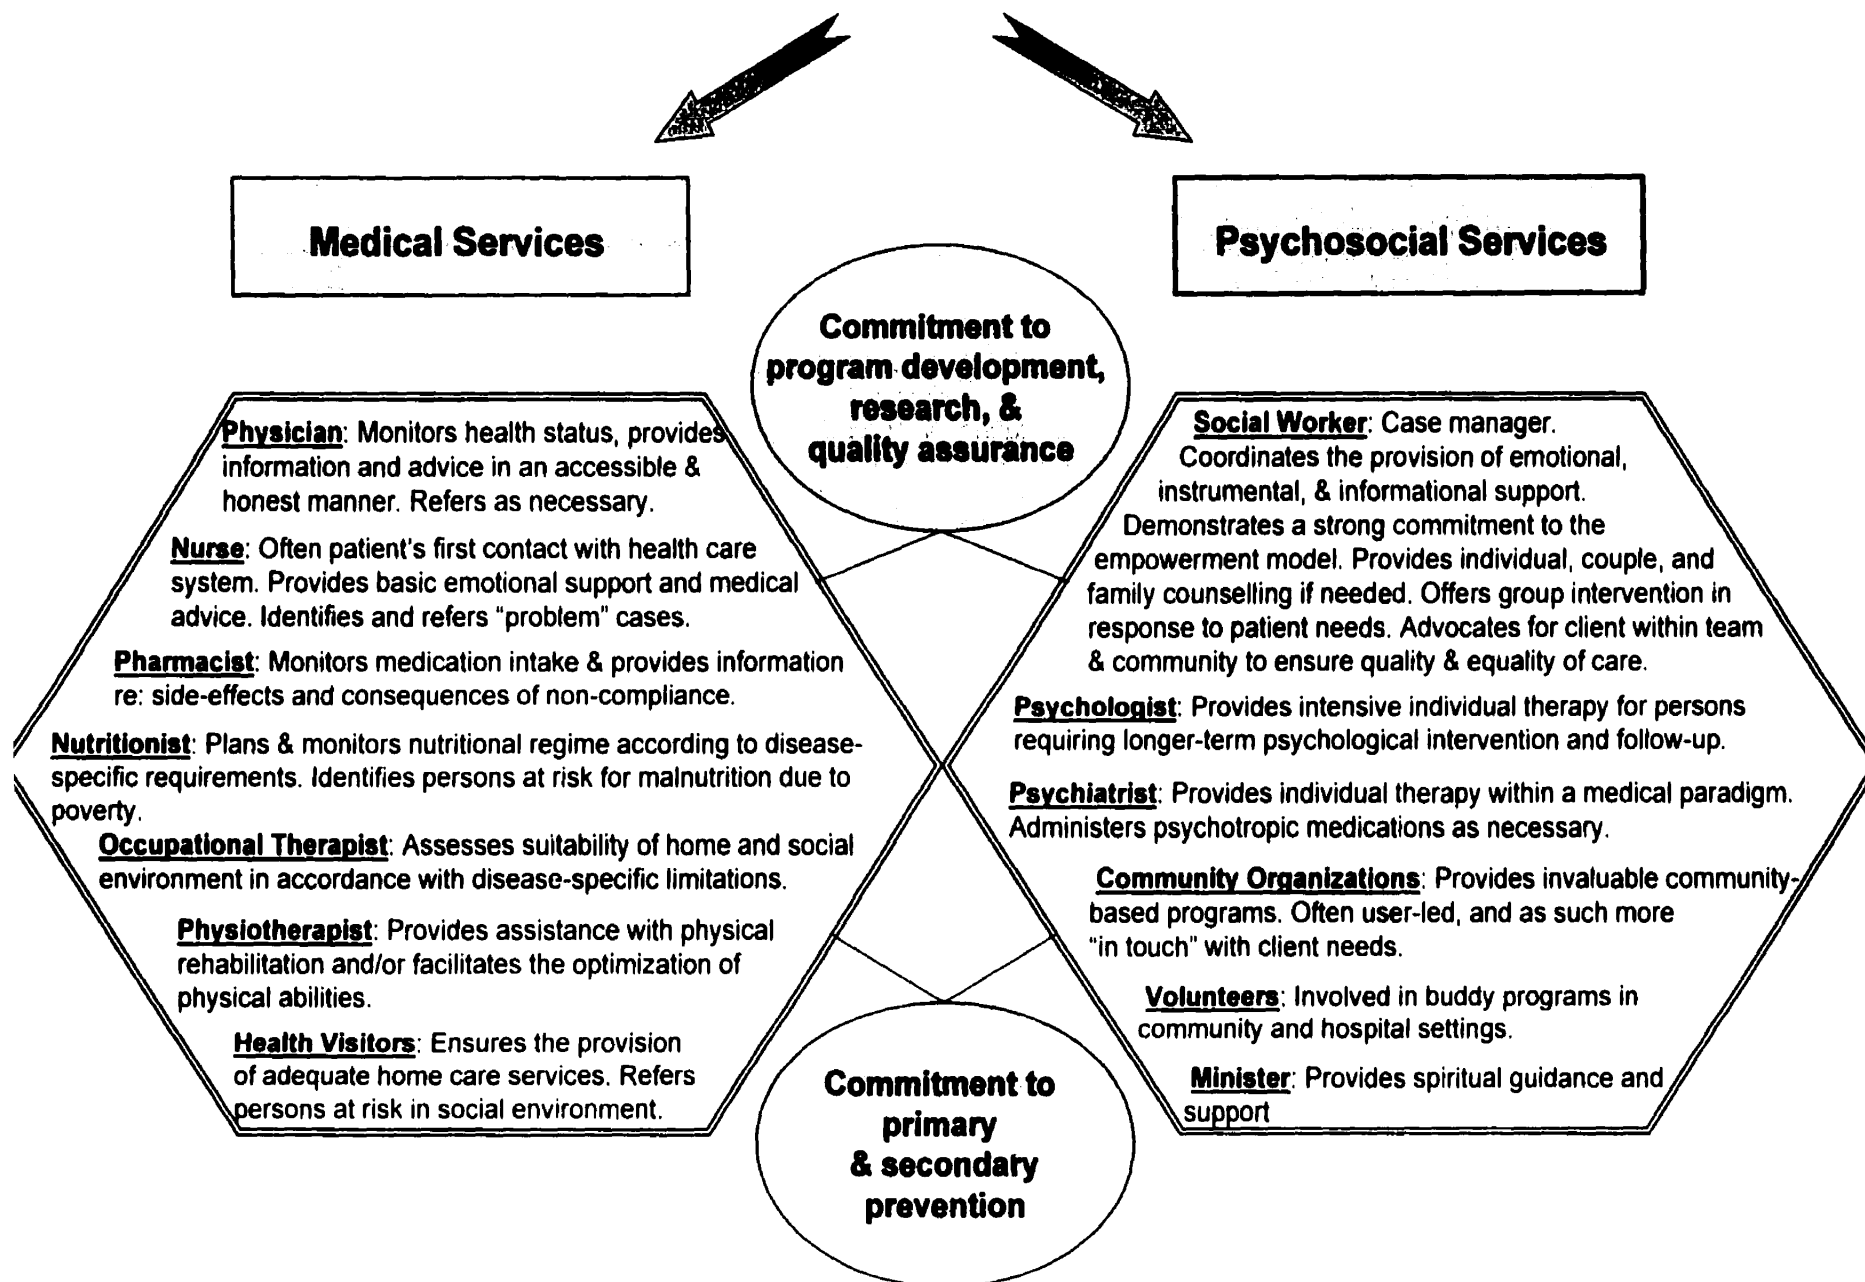 Medical Services
Psychosocial Services
Commitment to
program development,
research, &
quality assurance
Physician: Monitors health status, provides
information and advice in an accessible &
honest manner. Refers as necessary.
Nurse: Often patient's first contact with health care
system. Provides basic emotional support and medical
advice. Identifies and refers "problem" cases.
Pharmacist: Monitors medication intake & provides information
re: side-effects and consequences of non-compliance.
Nutritionist: Plans & monitors nutritional regime according to disease-
specific requirements. Identifies persons at risk for malnutrition due to
poverty.
Occupational Therapist: Assesses suitability of home and social
environment in accordance with disease-specific limitations.
Physiotherapist: Provides assistance with physical
rehabilitation and/or facilitates the optimization of
physical abilities.
Health Visitors: Ensures the provision
of adequate home care services. Refers
persons at risk in social environment.
Social Worker: Case manager.
Coordinates the provision of emotional,
instrumental, & informational support.
Demonstrates a strong commitment to the
empowerment model. Provides individual, couple, and
family counselling if needed. Offers group intervention in
response to patient needs. Advocates for client within team
& community to ensure quality & equality of care.
Psychologist: Provides intensive individual therapy for persons
requiring longer-term psychological intervention and follow-up.
Psychiatrist: Provides individual therapy within a medical paradigm.
Administers psychotropic medications as necessary.
Community Organizations: Provides invaluable community-
based programs. Often user-led, and as such more
"in touch" with client needs.
Volunteers: Involved in buddy programs in
community and hospital settings.
Minister: Provides spiritual guidance and
support
Commitment to
primary
& secondary
prevention